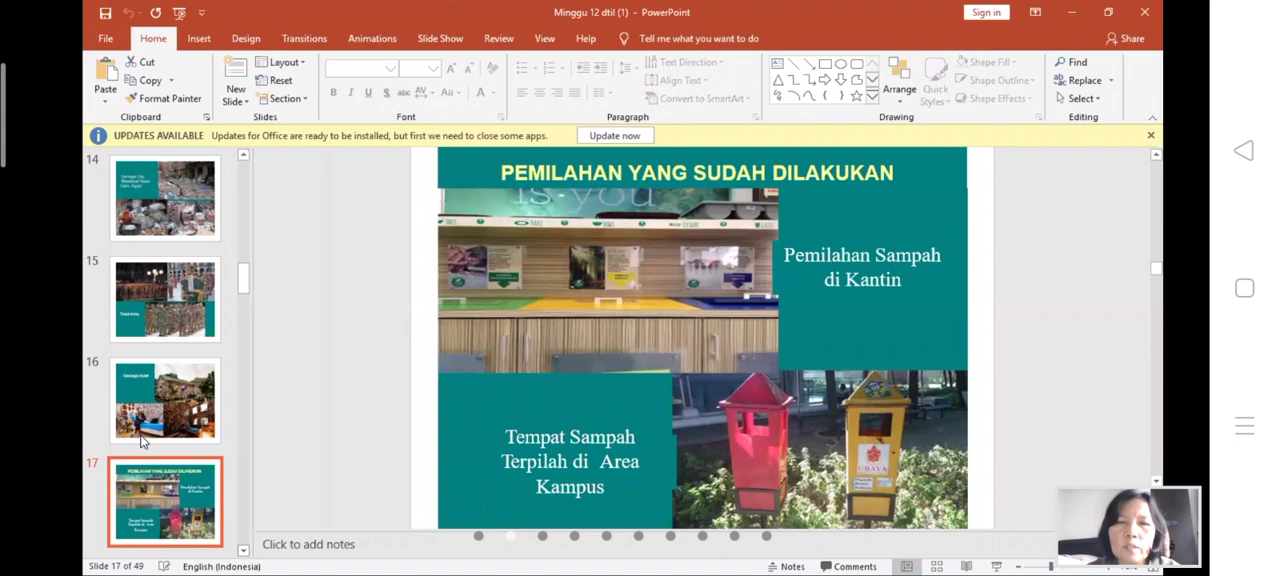 Minggu 12 dtil (1) - PowerPoint
Sign in
File Home Insert Design Transitions Animations Slide Show Review View Help Tell me what you want to do Share
Paste Cut
Copy
Format Painter
Clipboard
New Slide
Layout
Reset
Section
Slides
B I U S abc AV Aa A
Font
Text Direction
Align Text
Convert to SmartArt
Paragraph
Arrange
Quick Styles
Shape Fill
Shape Outline
Shape Effects
Drawing
Find
Replace
Select
Editing
UPDATES AVAILABLE Updates for Office are ready to be installed, but first we need to close some apps. Update now
14
15
16
17
PEMILAHAN YANG SUDAH DILAKUKAN
is you
Pemilahan Sampah
di Kantin
Tempat Sampah
Terpilah di Area
Kampus
UBAYA
Click to add notes
Slide 17 of 49 English (Indonesia) Notes Comments